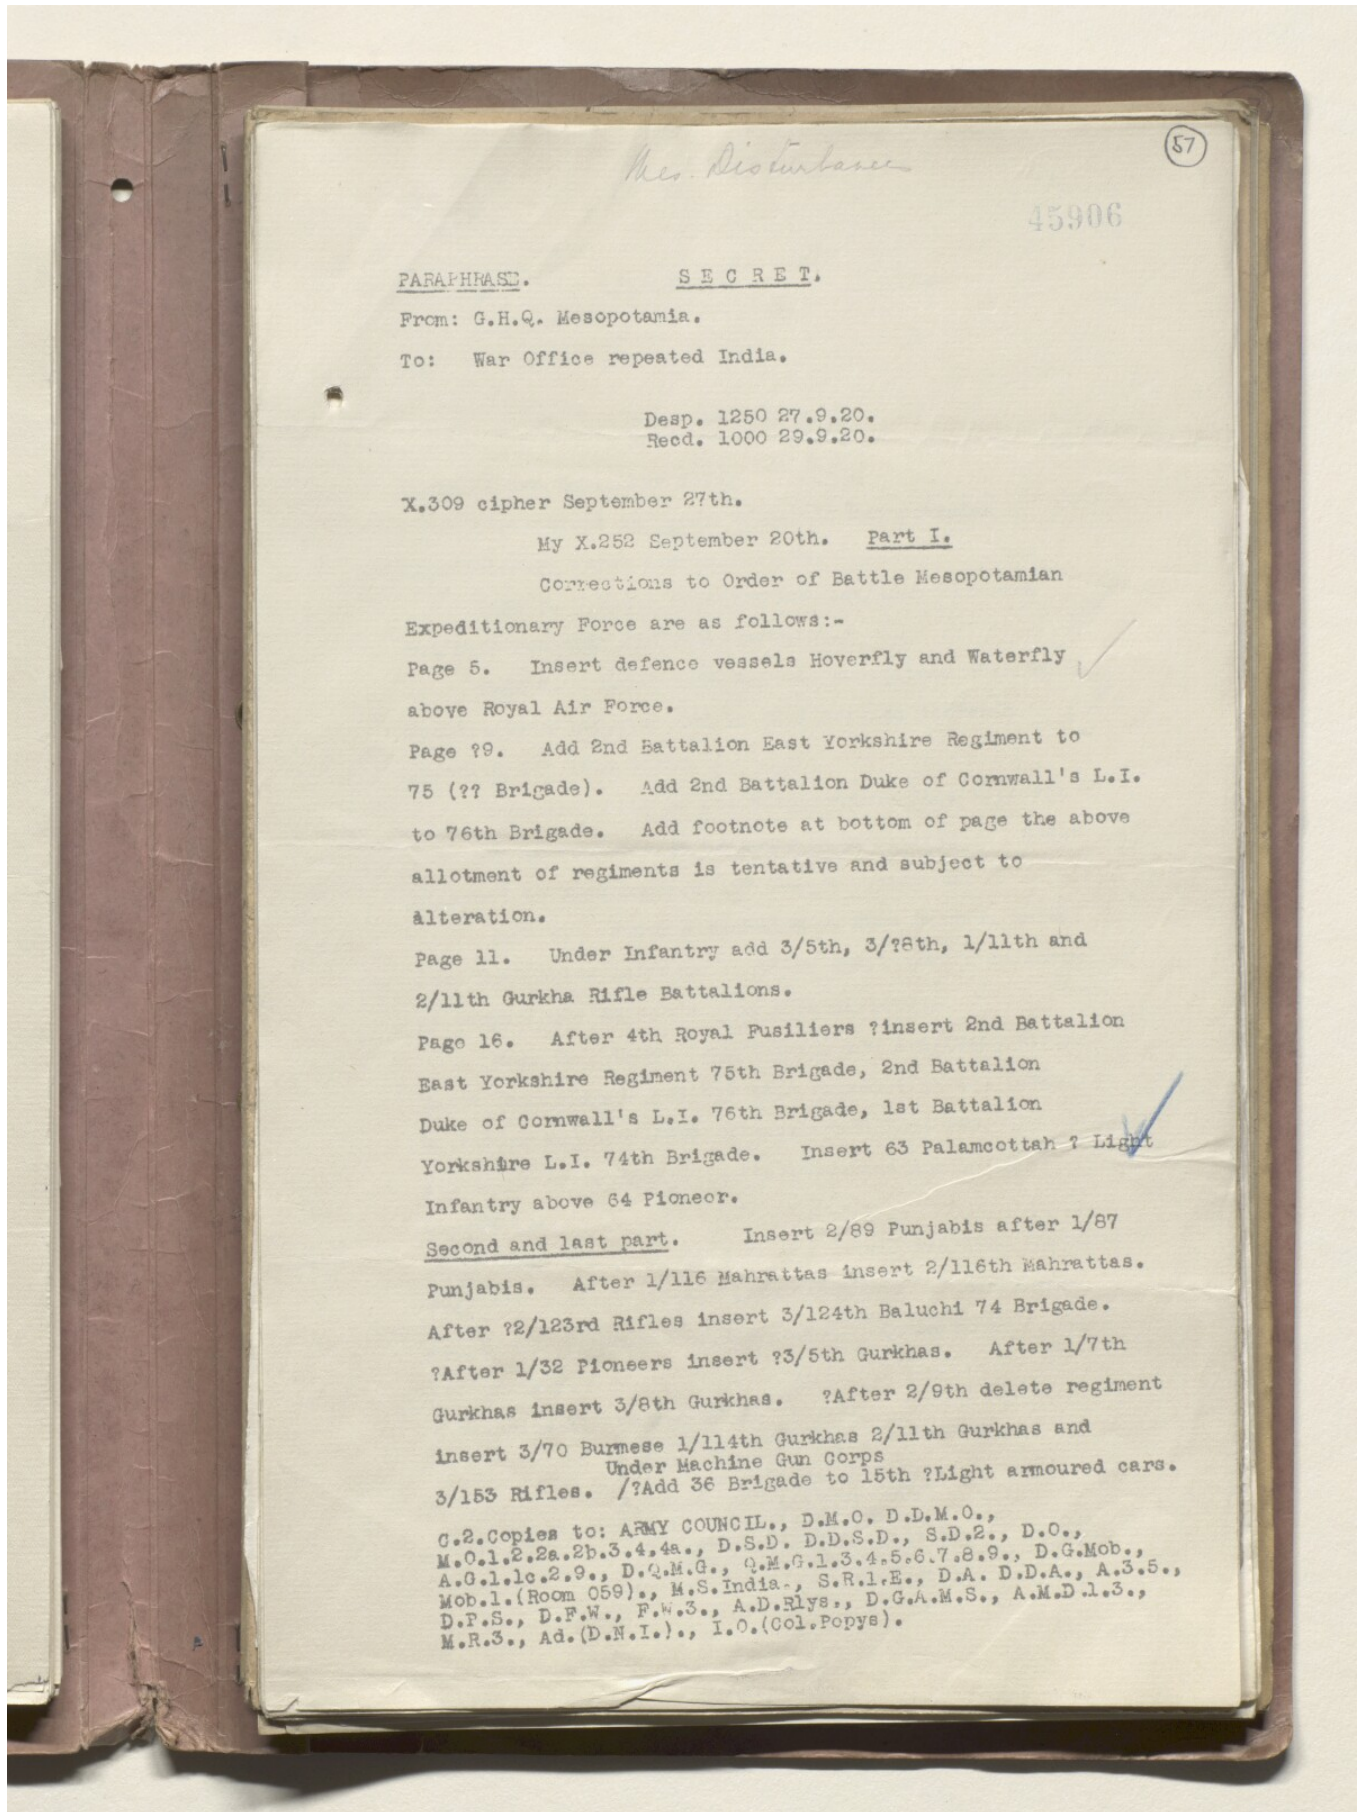 57
Mes. Disturbances
45906
PARAPHRASE. SECRET.
From: G.H.Q. Mesopotamia.
To: War Office repeated India.
Desp. 1250 27.9.20.
Recd. 1000 29.9.20.
X.309 cipher September 27th.
My X.252 September 20th. Part I.
Corrections to Order of Battle Mesopotamian
Expeditionary Force are as follows:-
Page 5. Insert defence vessels Hoverfly and Waterfly
above Royal Air Force.
Page ?9. Add 2nd Battalion East Yorkshire Regiment to
75 (?? Brigade). Add 2nd Battalion Duke of Cornwall's L.I.
to 76th Brigade. Add footnote at bottom of page the above
allotment of regiments is tentative and subject to
alteration.
Page 11. Under Infantry add 3/5th, 3/?8th, 1/11th and
2/11th Gurkha Rifle Battalions.
Page 16. After 4th Royal Fusiliers ?insert 2nd Battalion
East Yorkshire Regiment 75th Brigade, 2nd Battalion
Duke of Cornwall's L.I. 76th Brigade, 1st Battalion
Yorkshire L.I. 74th Brigade. Insert 63 Palamcottah ? Light
Infantry above 64 Pioneer.
Second and last part. Insert 2/89 Punjabis after 1/87
Punjabis. After 1/116 Mahrattas insert 2/116th Mahrattas.
After ?2/123rd Rifles insert 3/124th Baluchi 74 Brigade.
?After 1/32 Pioneers insert ?3/5th Gurkhas. After 1/7th
Gurkhas insert 3/8th Gurkhas. ?After 2/9th delete regiment
insert 3/70 Burmese 1/114th Gurkhas 2/11th Gurkhas and
Under Machine Gun Corps
3/153 Rifles. /?Add 36 Brigade to 15th ?Light armoured cars.
C.2.Copies to: ARMY COUNCIL., D.M.O. D.D.M.O.,
M.O.1.2.2a.2b.3.4.4a., D.S.D. D.D.S.D., S.D.2., D.O.,
A.G.1.1c.2.9., D.Q.M.G., Q.M.G.1.3.4.5.6.7.8.9., D.G.Mob.,
Mob.1.(Room 059)., M.S.India., S.R.1.E., D.A. D.D.A., A.3.5.,
D.P.S., D.F.W., F.W.3., A.D.Rlys., D.G.A.M.S., A.M.D.1.3.,
M.R.3., Ad.(D.N.I.)., I.O.(Col.Popys).